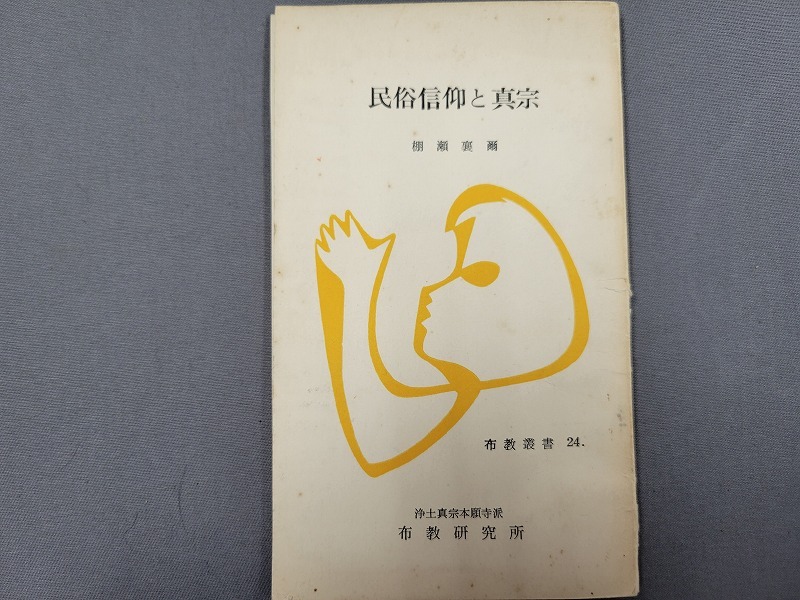 民俗信仰と真宗
棚瀬襄爾
布教叢書 24.
浄土真宗本願寺派
布教研究所